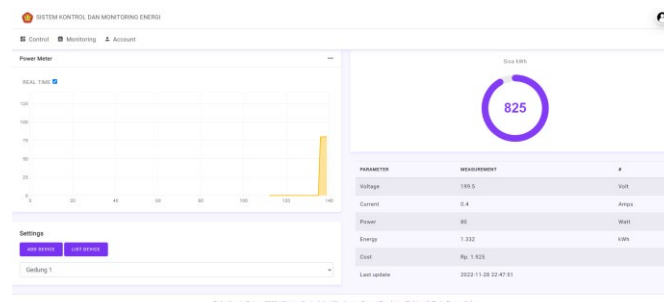 SISTEM KONTROL DAN MONITORING ENERGI
Control Monitoring Account
Power Meter
REAL TIME
100
75
50
25
0
0 20 40 60 80 100 120 140
Settings
ADD DEVICE LIST DEVICE
Gedung 1
Sisa kWh
825
PARAMETER MEASUREMENT #
Voltage 199.5 Volt
Current 0.4 Amps
Power 80 Watt
Energy 1.332 kWh
Cost Rp. 1.925
Last update 2022-11-28 22:47:51